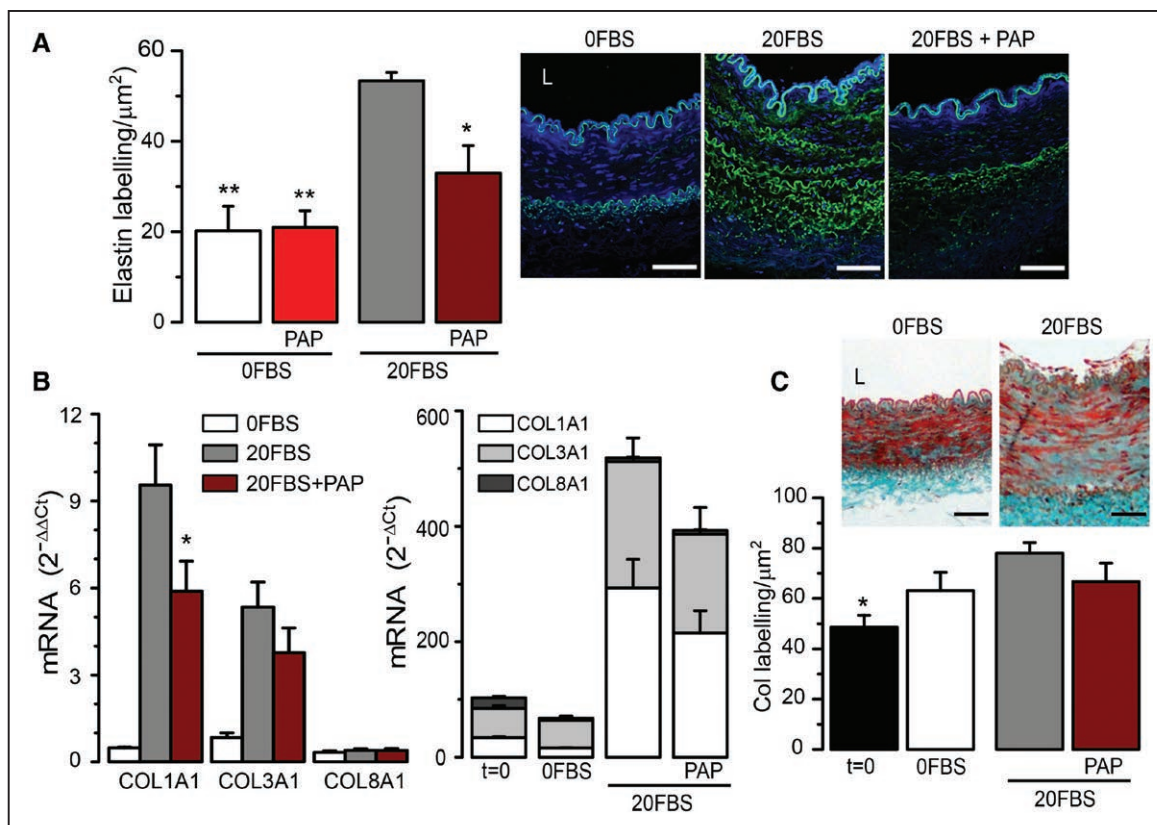 A
Elastin labelling/μm²
60
40
20
0
**
**
*
PAP
PAP
0FBS
20FBS
0FBS
20FBS
20FBS + PAP
L
B
mRNA (2^-ΔΔCt)
12
9
6
3
0
0FBS
20FBS
20FBS+PAP
*
COL1A1
COL3A1
COL8A1
mRNA (2^-ΔCt)
600
400
200
0
COL1A1
COL3A1
COL8A1
t=0
0FBS
PAP
20FBS
C
0FBS
20FBS
L
Col labelling/μm²
100
80
60
40
20
0
*
t=0
0FBS
PAP
20FBS